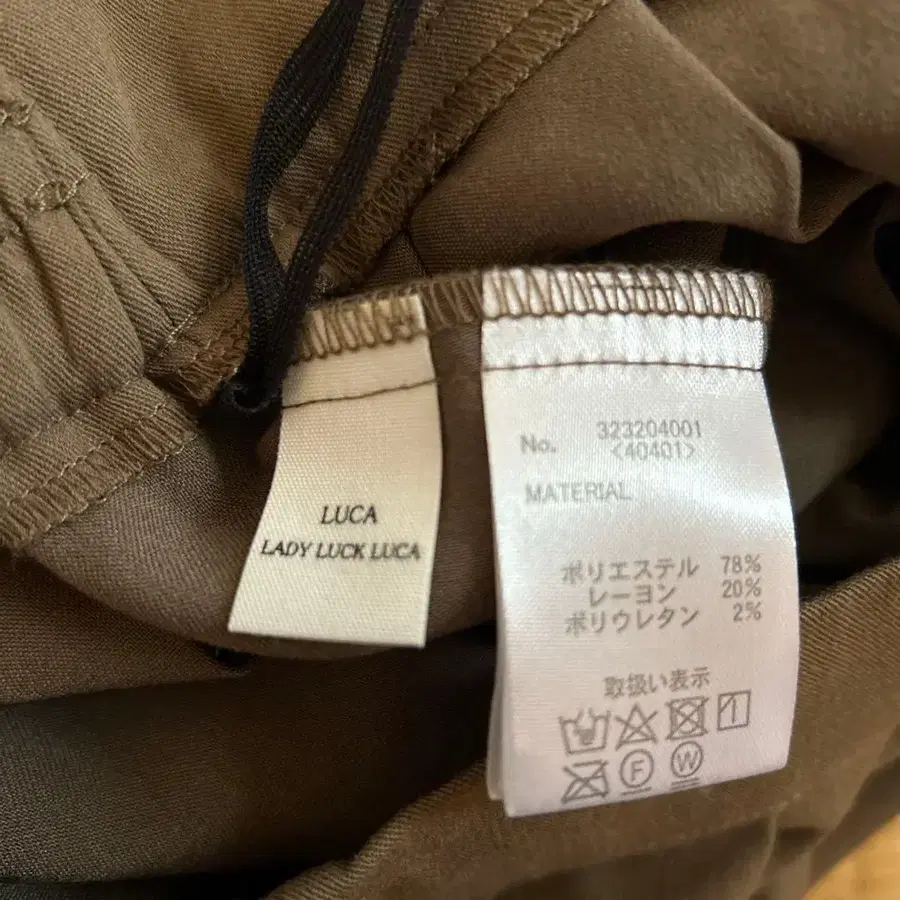 LUCA
LADY LUCK LUCA
No. 323204001
<40401>
MATERIAL
ポリエステル 78%
レーヨン 20%
ポリウレタン 2%
取扱い表示
F W